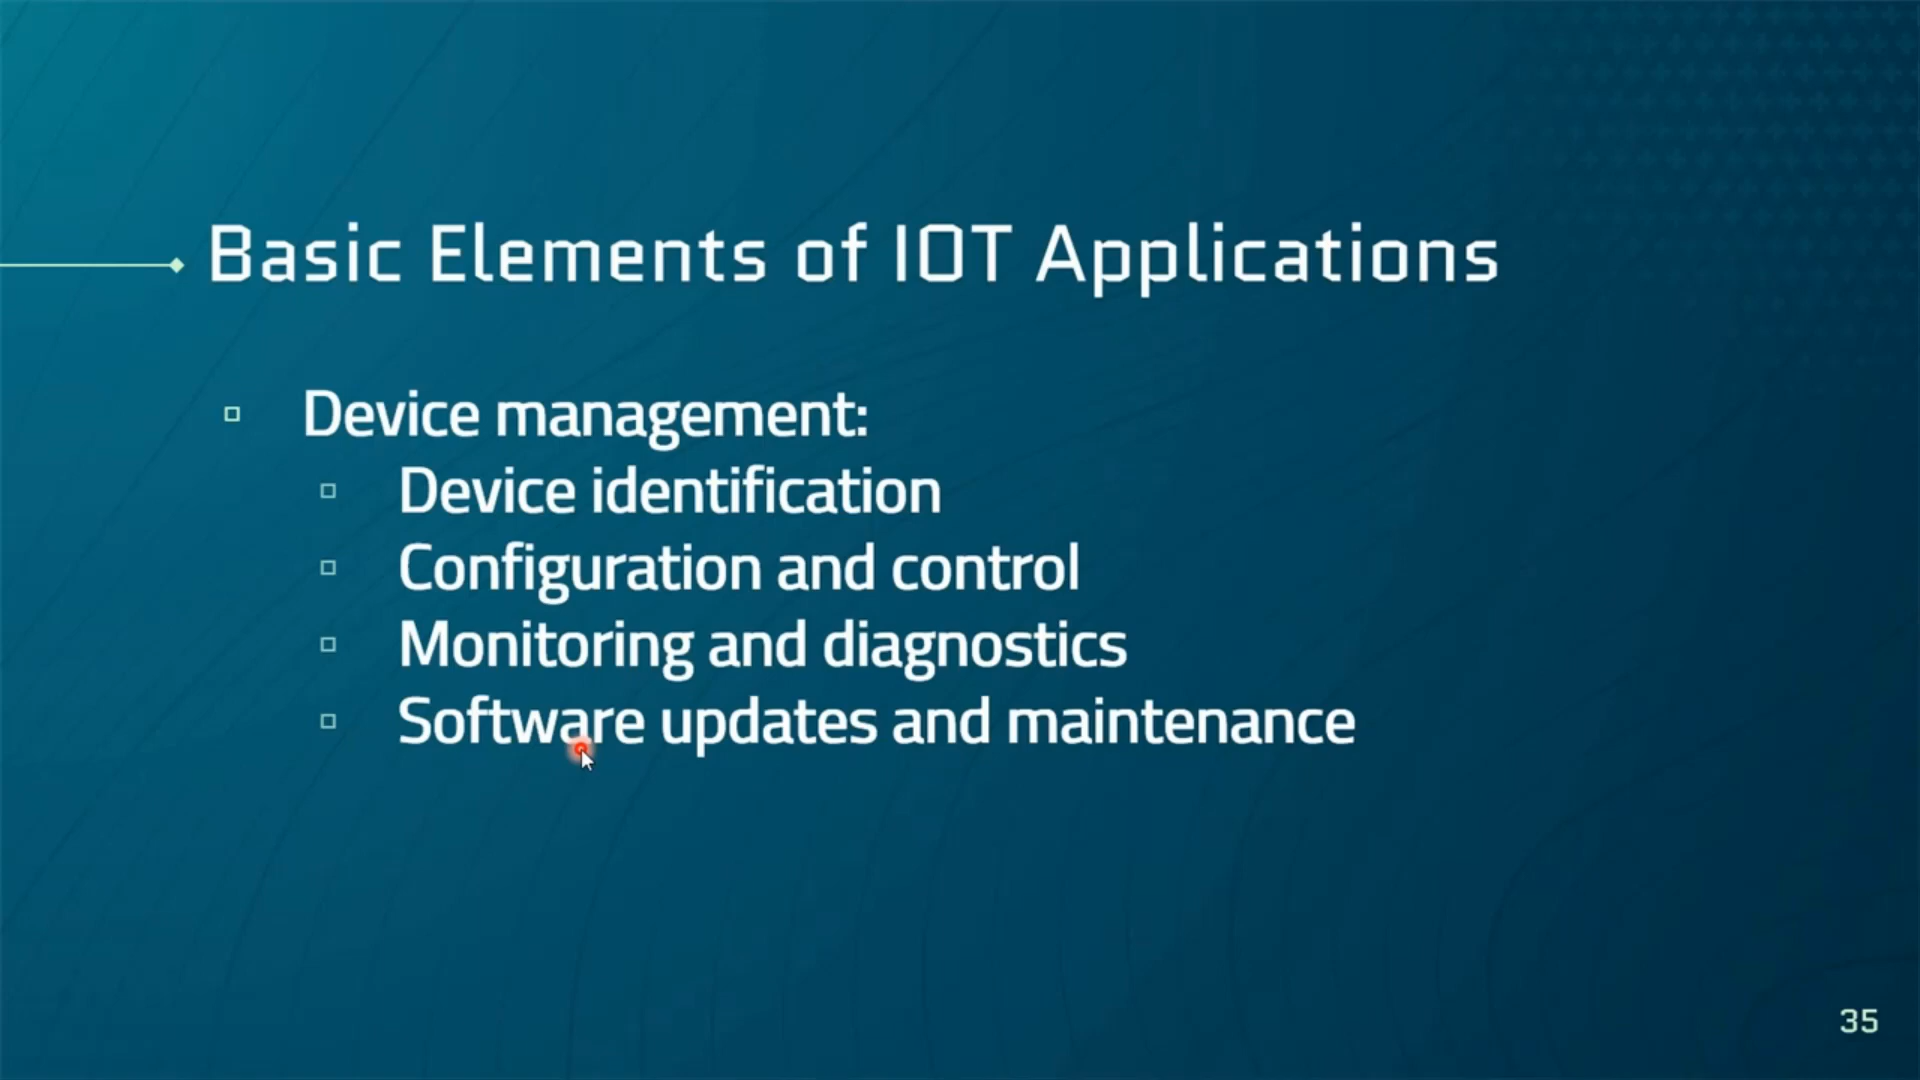 Basic Elements of IOT Applications
Device management:
Device identification
Configuration and control
Monitoring and diagnostics
Software updates and maintenance
35